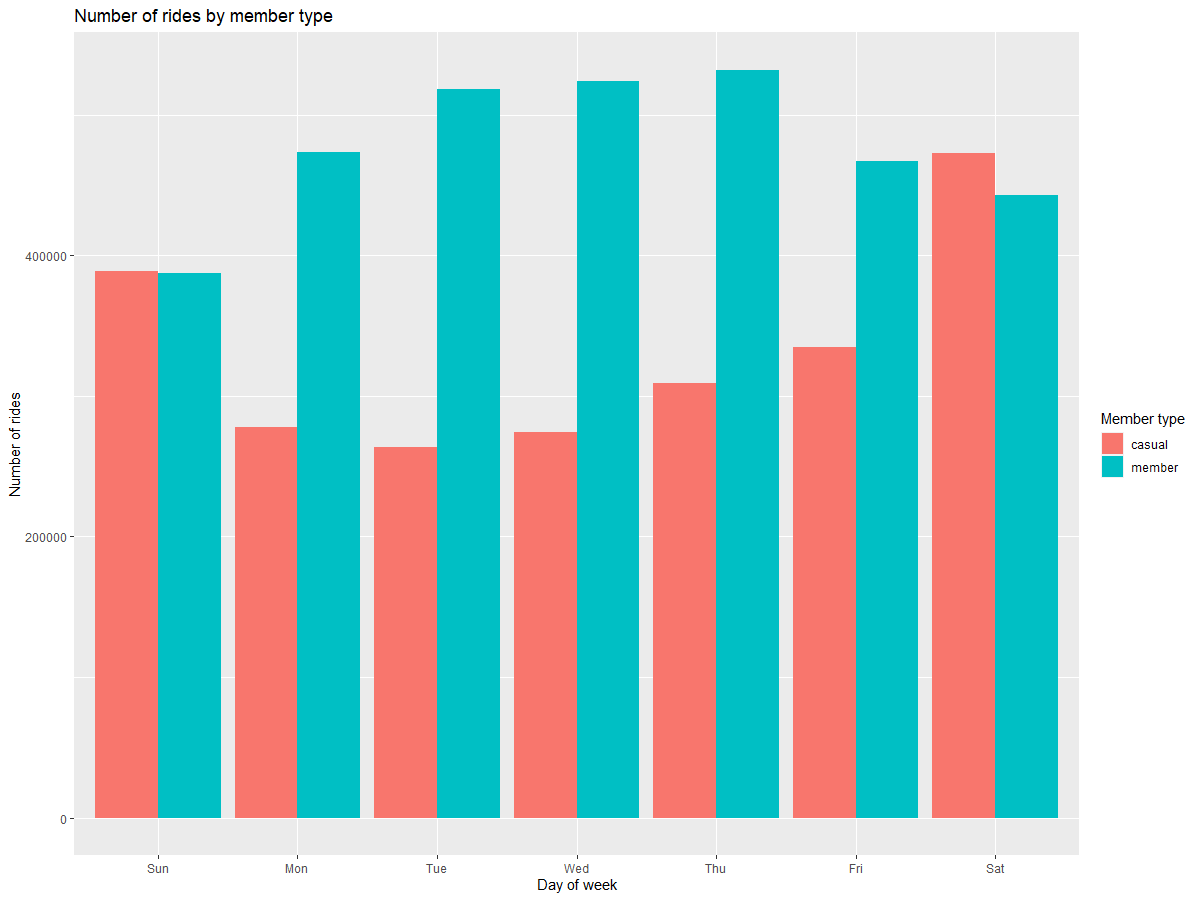 Number of rides by member type
Number of rides
400000
200000
0
Sun Mon Tue Wed Thu Fri Sat
Day of week
Member type
casual
member